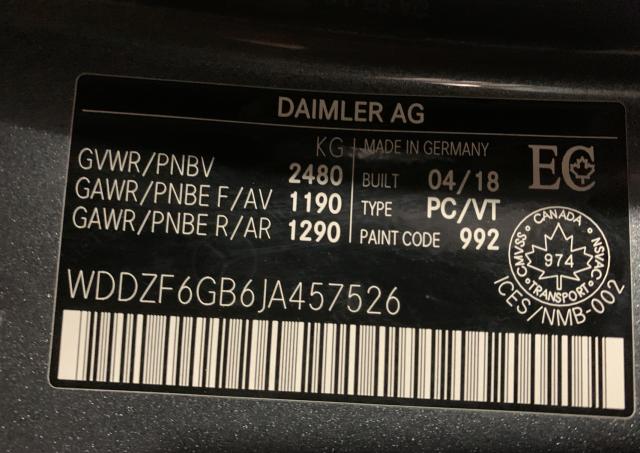 DAIMLER AG
KG
GVWR/PNBV 2480
GAWR/PNBE F/AV 1190
GAWR/PNBE R/AR 1290
MADE IN GERMANY
BUILT 04/18
TYPE PC/VT
PAINT CODE 992
EC
CANADA
CMVSS
NSVAC
974
TRANSPORT
ICES/NMB-002
WDDZF6GB6JA457526